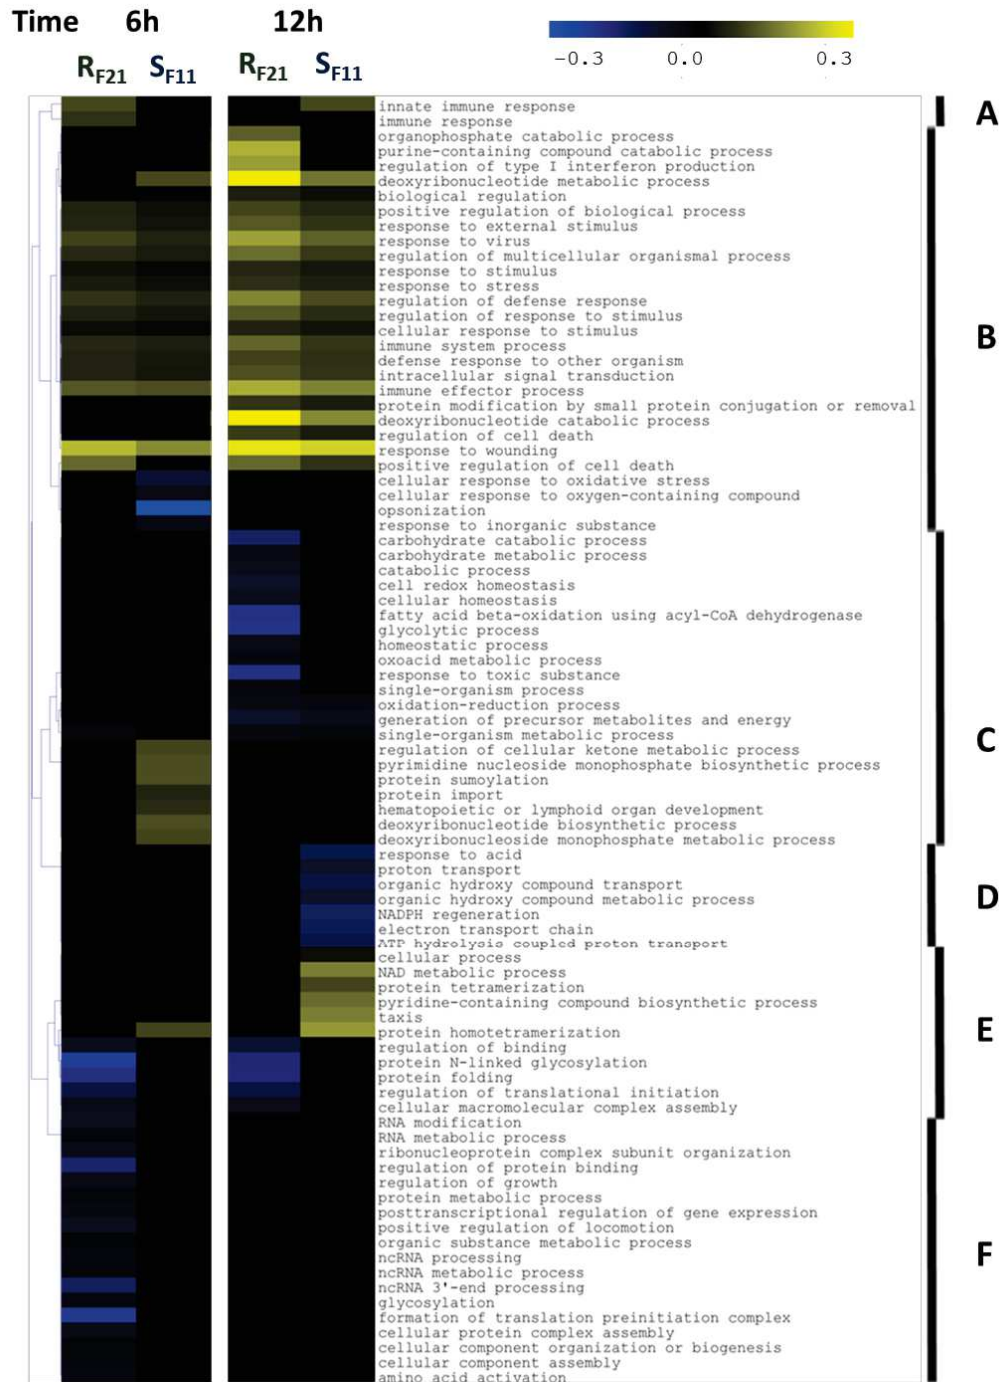 Time 6h 12h
RF21 SF11 RF21 SF11
−0.3 0.0 0.3
innate immune response
immune response
organophosphate catabolic process
purine-containing compound catabolic process
regulation of type I interferon production
deoxyribonucleotide metabolic process
biological regulation
positive regulation of biological process
response to external stimulus
response to virus
regulation of multicellular organismal process
response to stimulus
response to stress
regulation of defense response
regulation of response to stimulus
cellular response to stimulus
immune system process
defense response to other organism
intracellular signal transduction
immune effector process
protein modification by small protein conjugation or removal
deoxyribonucleotide catabolic process
regulation of cell death
response to wounding
positive regulation of cell death
cellular response to oxidative stress
cellular response to oxygen-containing compound
opsonization
response to inorganic substance
carbohydrate catabolic process
carbohydrate metabolic process
catabolic process
cell redox homeostasis
cellular homeostasis
fatty acid beta-oxidation using acyl-CoA dehydrogenase
glycolytic process
homeostatic process
oxoacid metabolic process
response to toxic substance
single-organism process
oxidation-reduction process
generation of precursor metabolites and energy
single-organism metabolic process
regulation of cellular ketone metabolic process
pyrimidine nucleoside monophosphate biosynthetic process
protein sumoylation
protein import
hematopoietic or lymphoid organ development
deoxyribonucleotide biosynthetic process
deoxyribonucleoside monophosphate metabolic process
response to acid
proton transport
organic hydroxy compound transport
organic hydroxy compound metabolic process
NADPH regeneration
electron transport chain
ATP hydrolysis coupled proton transport
cellular process
NAD metabolic process
protein tetramerization
pyridine-containing compound biosynthetic process
taxis
protein homotetramerization
regulation of binding
protein N-linked glycosylation
protein folding
regulation of translational initiation
cellular macromolecular complex assembly
RNA modification
RNA metabolic process
ribonucleoprotein complex subunit organization
regulation of protein binding
regulation of growth
protein metabolic process
posttranscriptional regulation of gene expression
positive regulation of locomotion
organic substance metabolic process
ncRNA processing
ncRNA metabolic process
ncRNA 3'-end processing
glycosylation
formation of translation preinitiation complex
cellular protein complex assembly
cellular component organization or biogenesis
cellular component assembly
amino acid activation
A
B
C
D
E
F